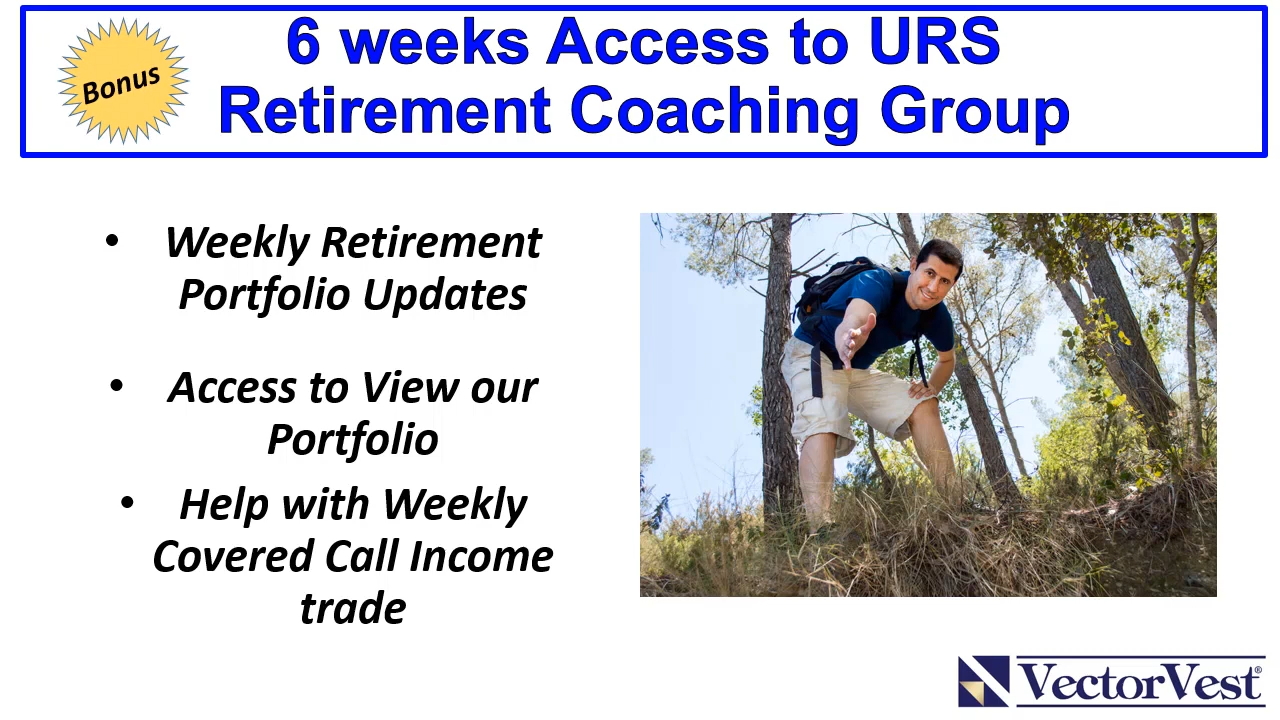 Bonus
6 weeks Access to URS
Retirement Coaching Group
• Weekly Retirement
Portfolio Updates
• Access to View our
Portfolio
• Help with Weekly
Covered Call Income
trade
VectorVest®